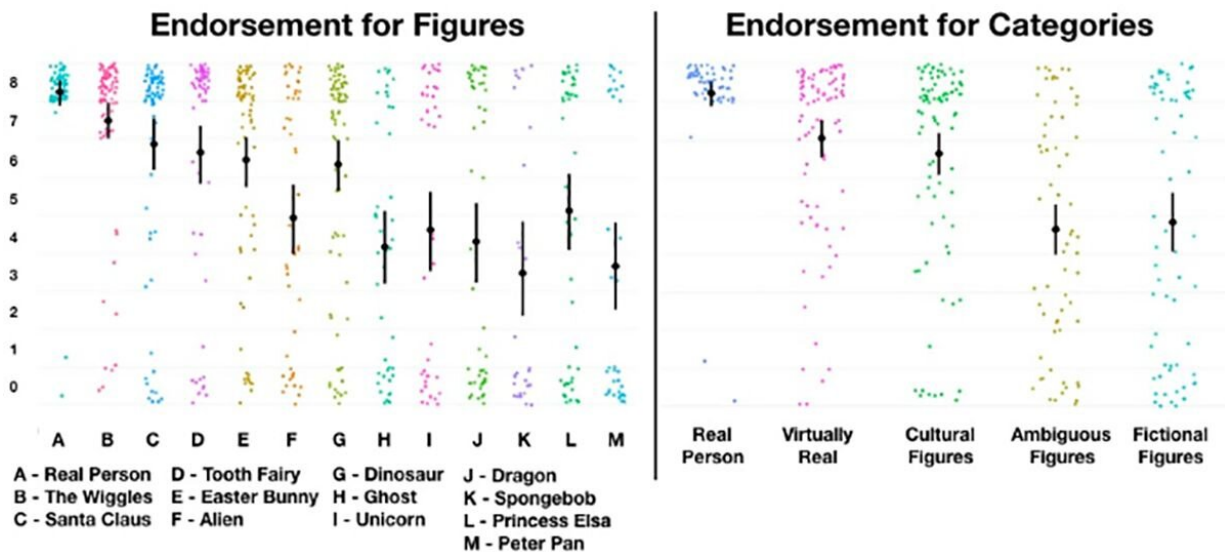 Endorsement for Figures
Endorsement for Categories
8
7
6
5
4
3
2
1
0
A B C D E F G H I J K L M
Real Person
Virtually Real
Cultural Figures
Ambiguous Figures
Fictional Figures
A - Real Person
B - The Wiggles
C - Santa Claus
D - Tooth Fairy
E - Easter Bunny
F - Alien
G - Dinosaur
H - Ghost
I - Unicorn
J - Dragon
K - Spongebob
L - Princess Elsa
M - Peter Pan